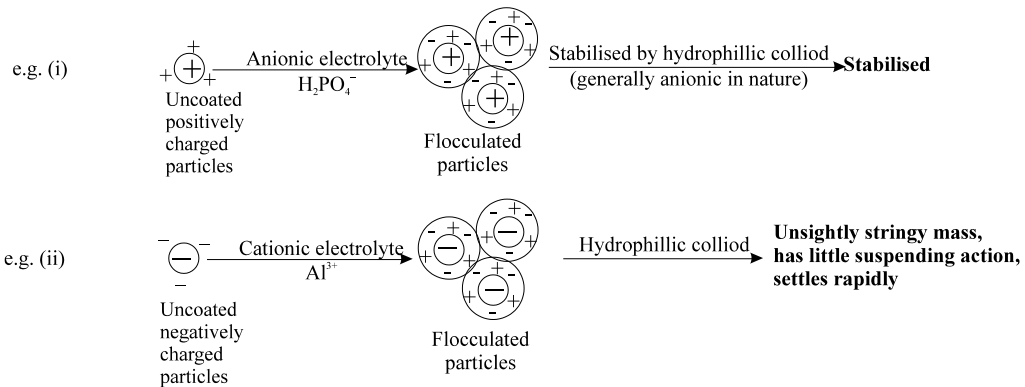 e.g. (i)
Uncoated
positively
charged
particles
Anionic electrolyte
H₂PO₄⁻
Flocculated
particles
Stabilised by hydrophillic colliod
(generally anionic in nature)
Stabilised
e.g. (ii)
Uncoated
negatively
charged
particles
Cationic electrolyte
Al³⁺
Flocculated
particles
Hydrophillic colliod
Unsightly stringy mass,
has little suspending action,
settles rapidly